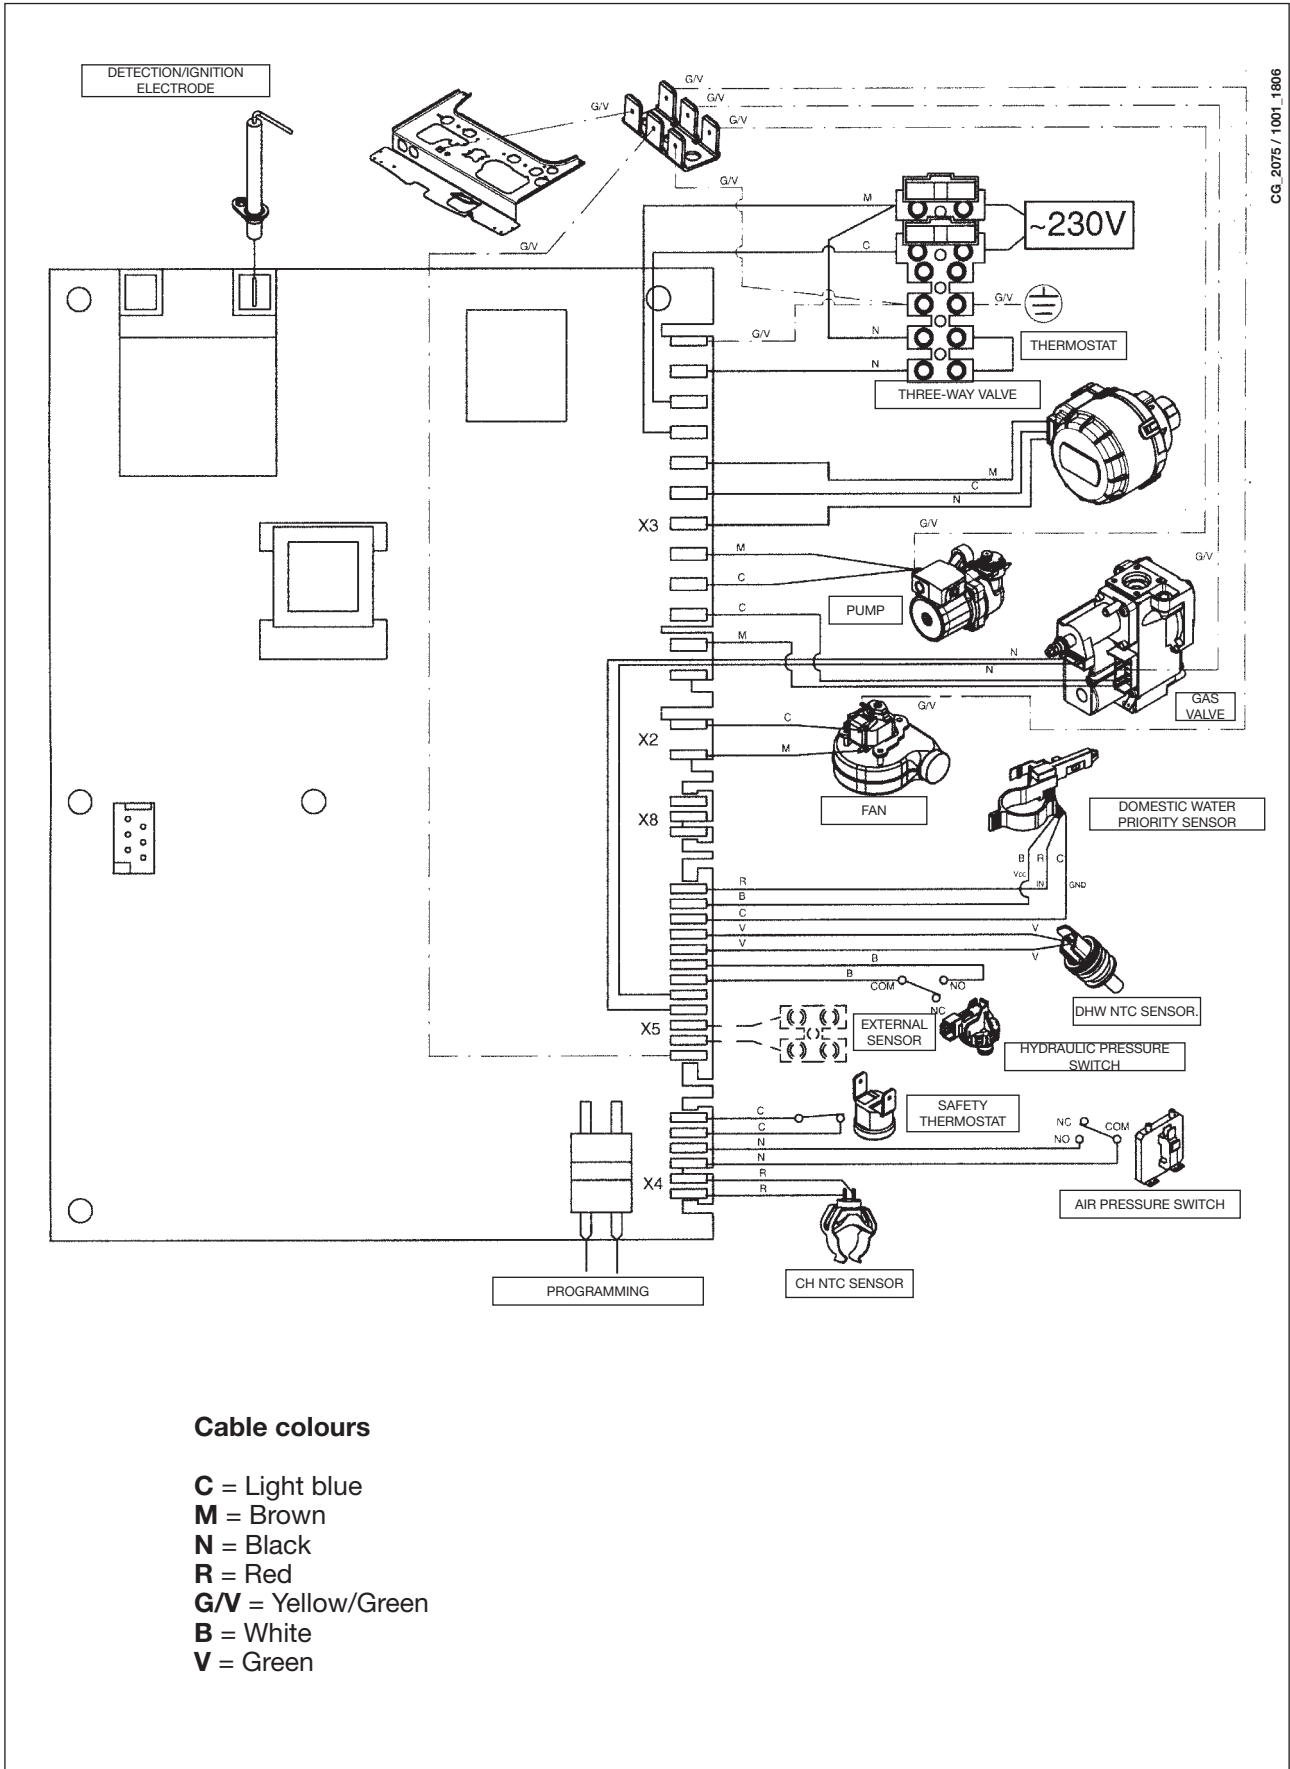 DETECTION/IGNITION
ELECTRODE
G/V
G/V
G/V
G/V
G/V
G/V
CG_2075 / 1001_1806
M
~230V
C
G/V
G/V
N
THERMOSTAT
N
THREE-WAY VALVE
M
C
N
X3
G/V
M
G/V
C
PUMP
C
M
N
N
GAS
VALVE
G/V
C
X2
M
FAN
DOMESTIC WATER
PRIORITY SENSOR
X8
B R C
Vcc
IN
GND
R
B
C
V
V
V
V
B
B
COM
NO
NC
DHW NTC SENSOR.
X5
EXTERNAL
SENSOR
HYDRAULIC PRESSURE
SWITCH
SAFETY
THERMOSTAT
C
C
N
N
NC
COM
NO
X4
R
R
AIR PRESSURE SWITCH
CH NTC SENSOR
PROGRAMMING
Cable colours
C = Light blue
M = Brown
N = Black
R = Red
G/V = Yellow/Green
B = White
V = Green